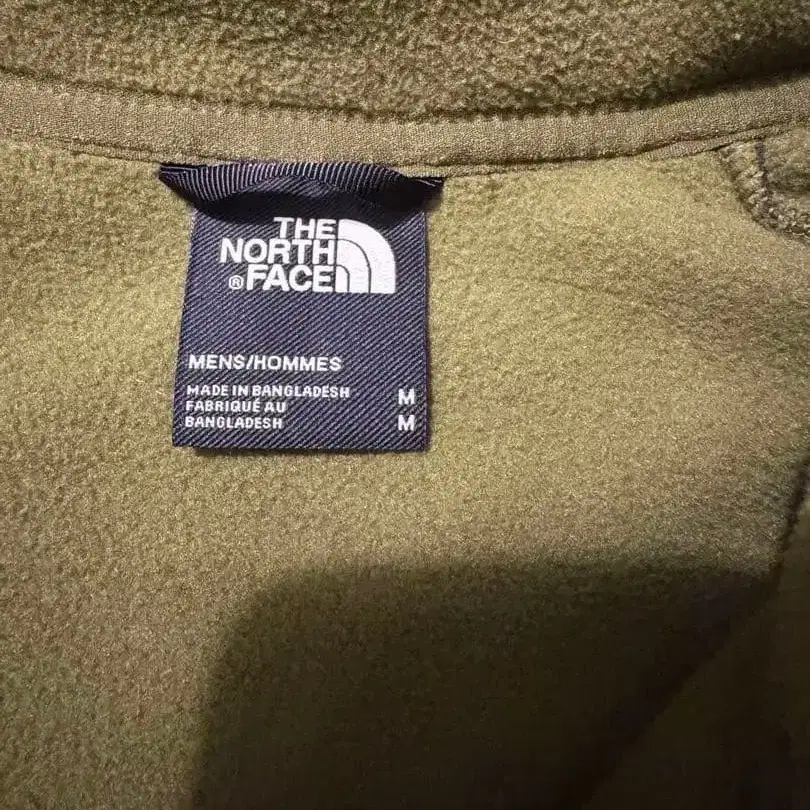 THE
NORTH
® FACE
MENS/HOMMES
MADE IN BANGLADESH M
FABRIQUÉ AU
BANGLADESH M